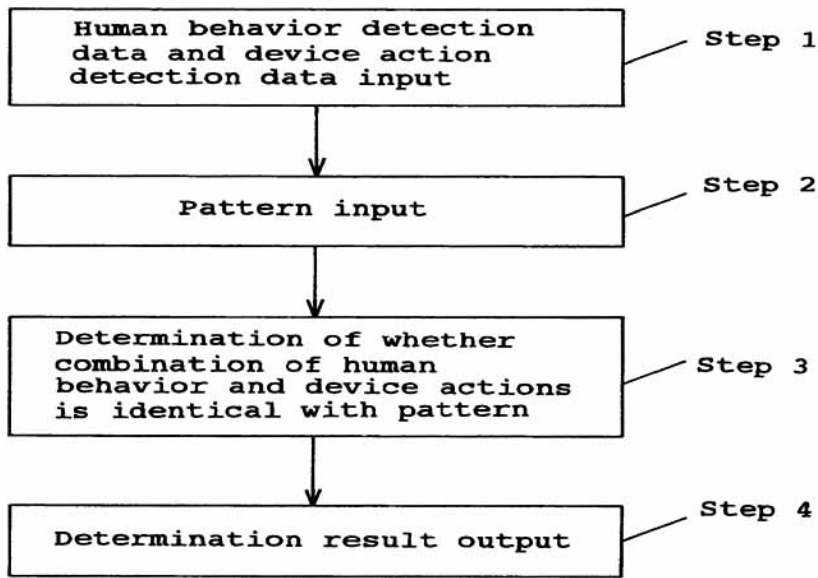 Human behavior detection
data and device action
detection data input
Step 1
Pattern input
Step 2
Determination of whether
combination of human
behavior and device actions
is identical with pattern
Step 3
Determination result output
Step 4